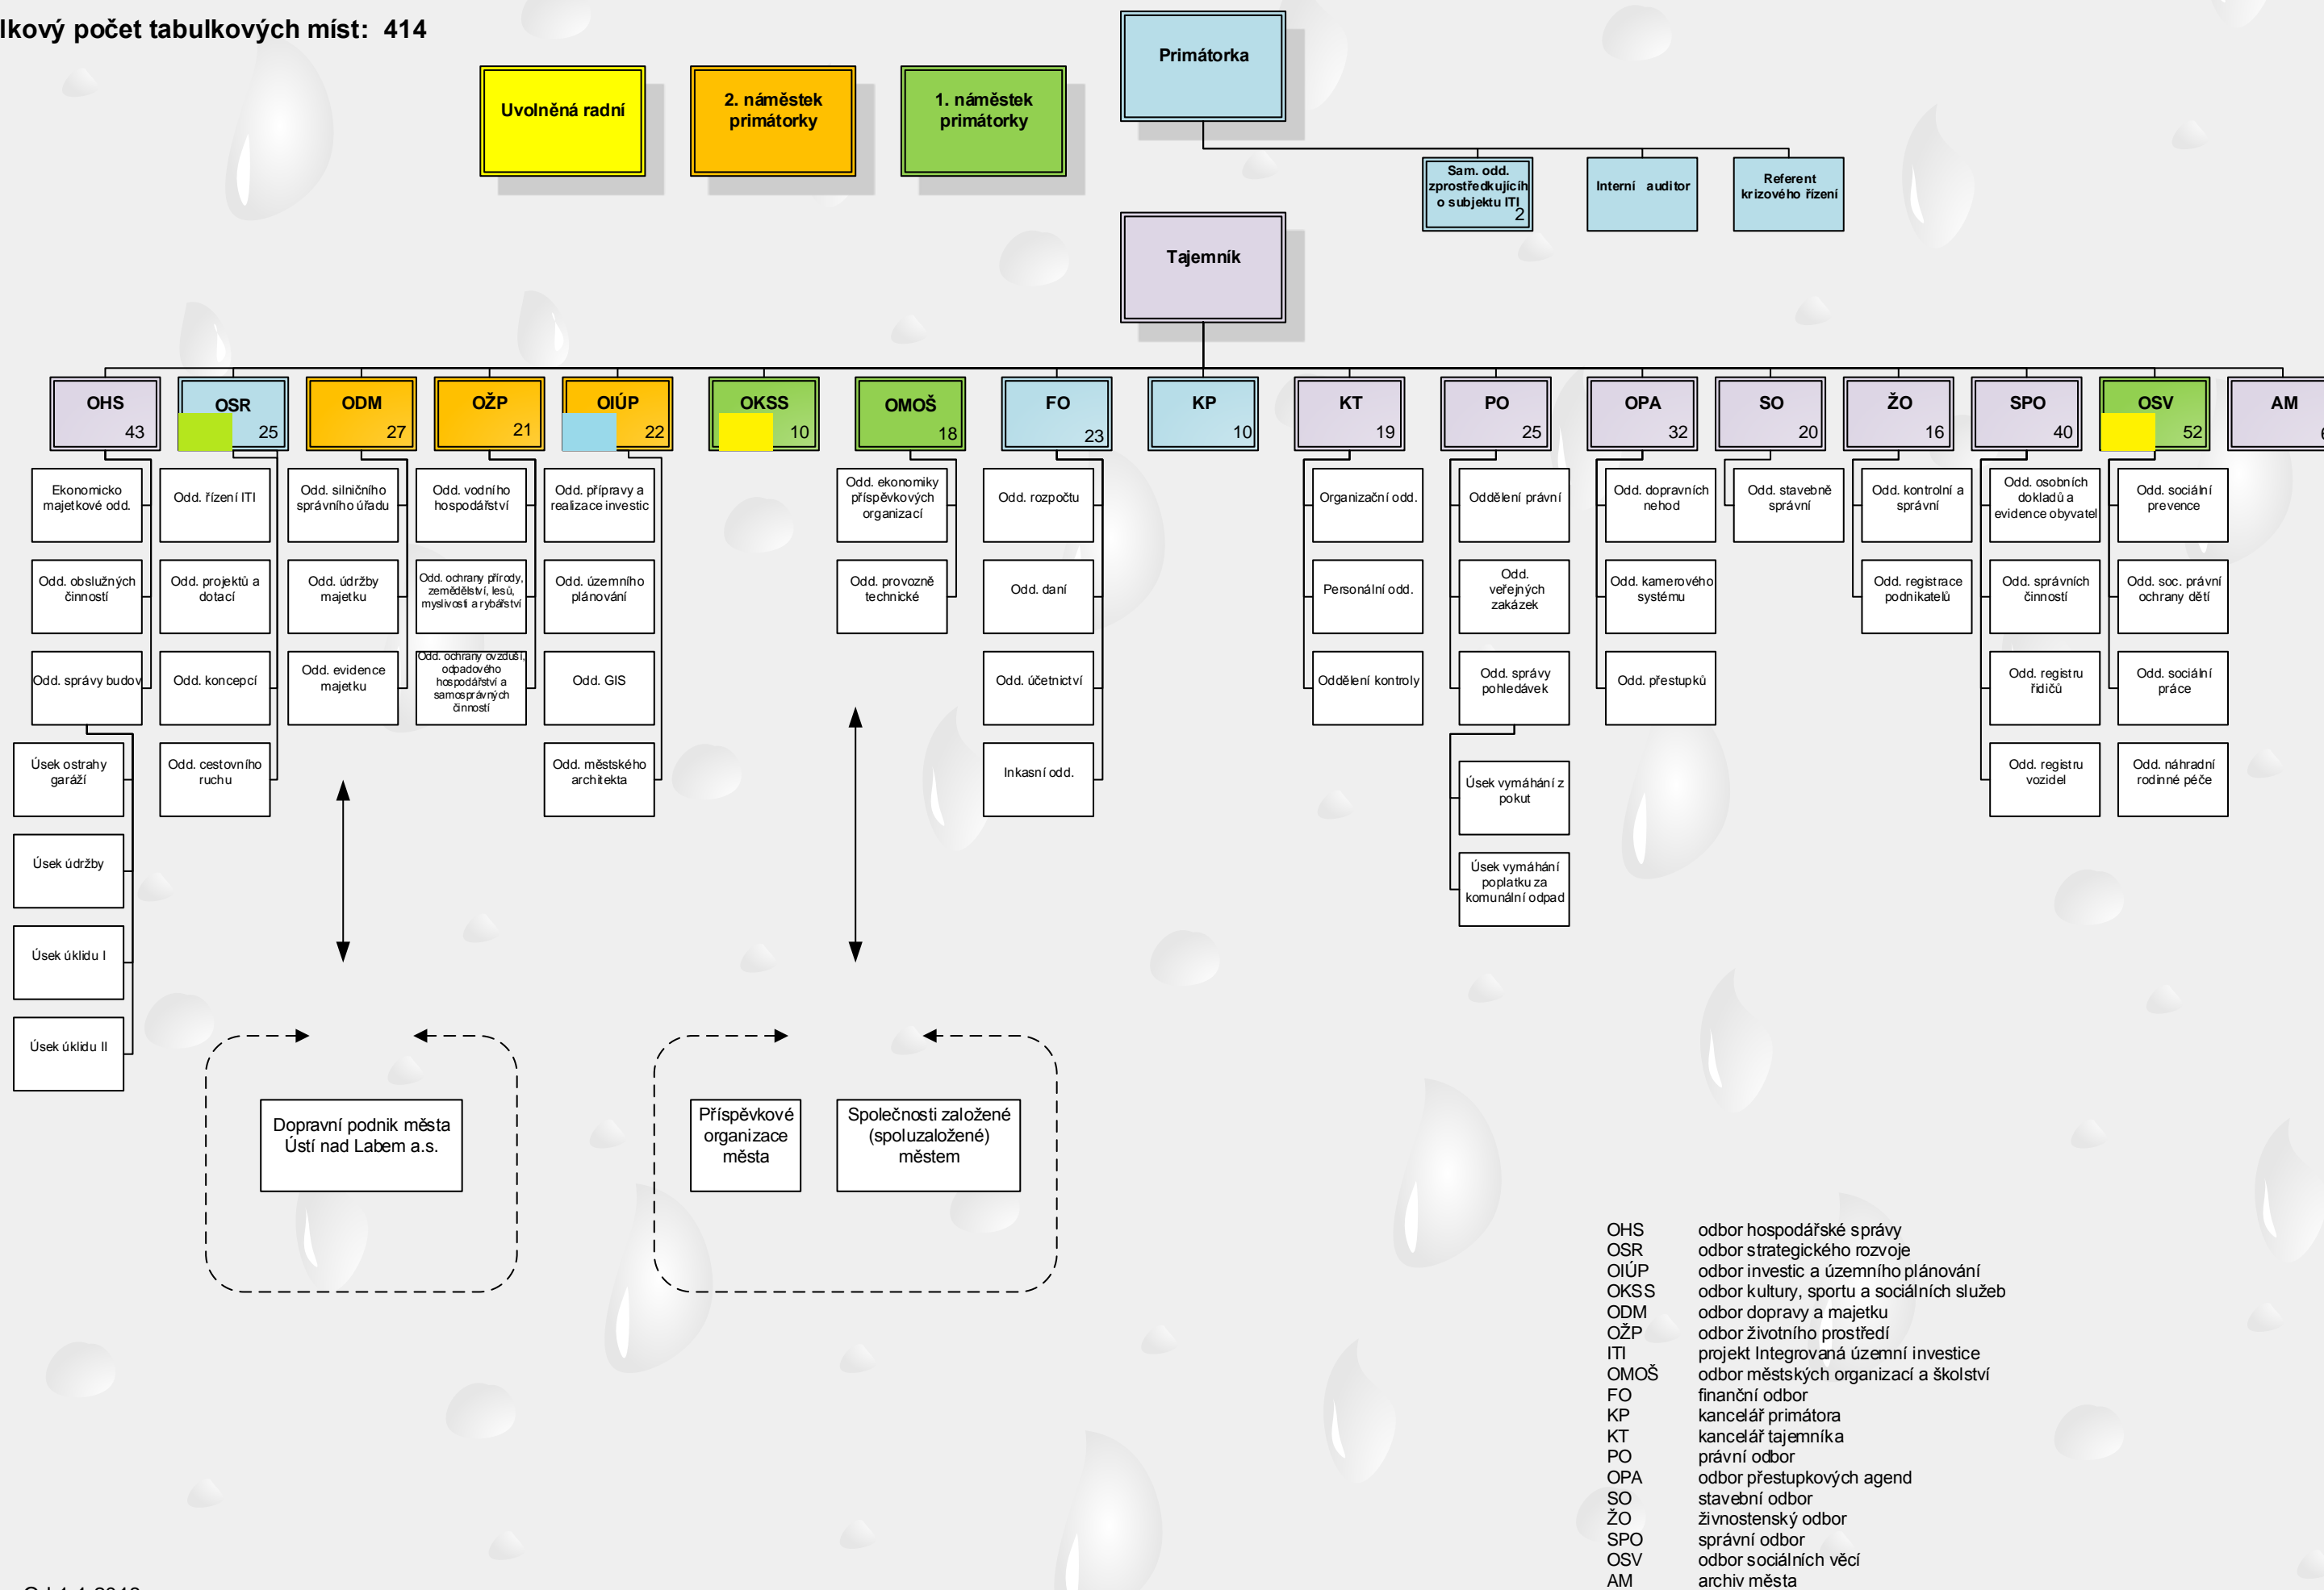 lkový počet tabulkových míst: 414
Primátorka
Uvolněná radní
2. náměstek
primátorky
1. náměstek
primátorky
Sam. odd.
zprostředkujícíh
o subjektu ITI
2
Interní auditor
Referent
krizového řízení
Tajemník
OHS
43
OSR
25
ODM
27
OŽP
21
OIÚP
22
OKSS
10
OMOŠ
18
FO
23
KP
10
KT
19
PO
25
OPA
32
SO
20
ŽO
16
SPO
40
OSV
52
AM
Ekonomicko
majetkové odd.
Odd. obslužných
činností
Odd. správy budov
Úsek ostrahy
garáží
Úsek údržby
Úsek úklidu I
Úsek úklidu II
Odd. řízení ITI
Odd. projektů a
dotací
Odd. koncepcí
Odd. cestovního
ruchu
Odd. silničního
správního úřadu
Odd. údržby
majetku
Odd. evidence
majetku
Odd. vodního
hospodářství
Odd. ochrany přírody,
zemědělství, lesů,
myslivosti a rybářství
Odd. ochrany ovzduší,
odpadového
hospodářství a
samosprávných
činností
Odd. přípravy a
realizace investic
Odd. územního
plánování
Odd. GIS
Odd. městského
architekta
Odd. ekonomiky
příspěvkových
organizací
Odd. provozně
technické
Odd. rozpočtu
Odd. daní
Odd. účetnictví
Inkasní odd.
Organizační odd.
Personální odd.
Oddělení kontroly
Oddělení právní
Odd.
veřejných
zakázek
Odd. správy
pohledávek
Úsek vymáhání z
pokut
Úsek vymáhání
poplatku za
komunální odpad
Odd. dopravních
nehod
Odd. kamerového
systému
Odd. přestupků
Odd. stavebně
správní
Odd. kontrolní a
správní
Odd. registrace
podnikatelů
Odd. osobních
dokladů a
evidence obyvatel
Odd. správních
činností
Odd. registru
řidičů
Odd. registru
vozidel
Odd. sociální
prevence
Odd. soc. právní
ochrany dětí
Odd. sociální
práce
Odd. náhradní
rodinné péče
Dopravní podnik města
Ústí nad Labem a.s.
Příspěvkové
organizace
města
Společnosti založené
(spoluzaložené)
městem
OHS odbor hospodářské správy
OSR odbor strategického rozvoje
OIÚP odbor investic a územního plánování
OKSS odbor kultury, sportu a sociálních služeb
ODM odbor dopravy a majetku
OŽP odbor životního prostředí
ITI projekt Integrovaná územní investice
OMOŠ odbor městských organizací a školství
FO finanční odbor
KP kancelář primátora
KT kancelář tajemníka
PO právní odbor
OPA odbor přestupkových agend
SO stavební odbor
ŽO živnostenský odbor
SPO správní odbor
OSV odbor sociálních věcí
AM archiv města